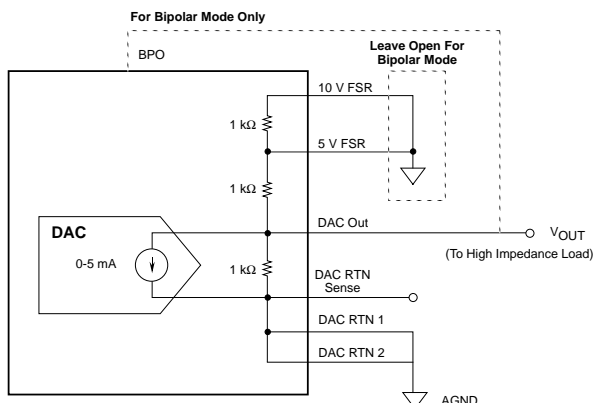 For Bipolar Mode Only
BPO
Leave Open For
Bipolar Mode
10 V FSR
1 kΩ
5 V FSR
1 kΩ
DAC
0-5 mA
DAC Out
VOUT
(To High Impedance Load)
1 kΩ
DAC RTN
Sense
DAC RTN 1
DAC RTN 2
AGND